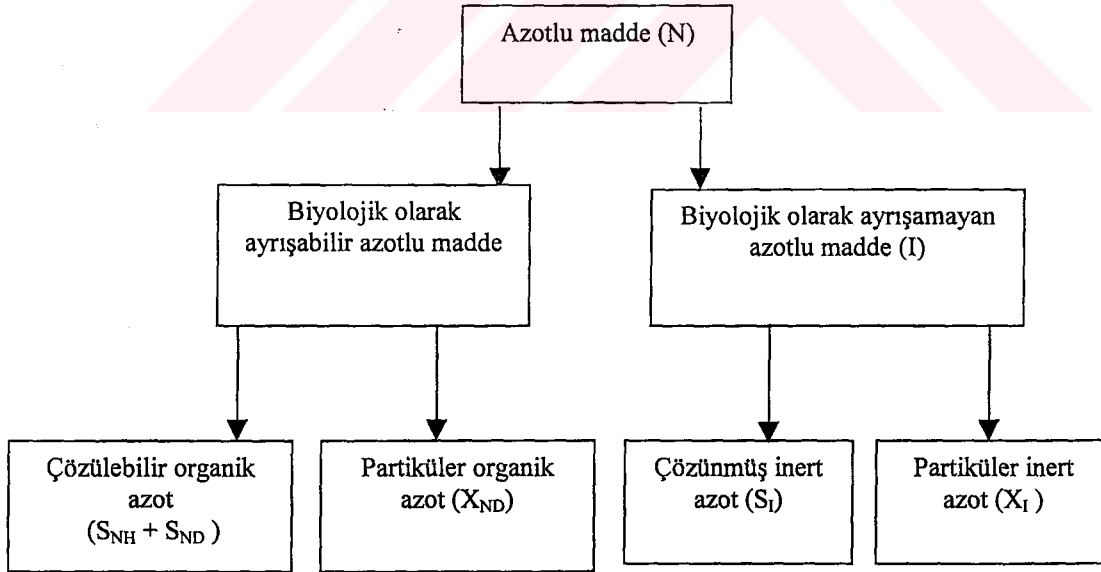 Azotlu madde (N)
Biyolojik olarak
ayrışabilir azotlu madde
Biyolojik olarak ayrışamayan
azotlu madde (I)
Çözülebilir organik
azot
(S_NH + S_ND )
Partiküler organik
azot (X_ND)
Çözünmüş inert
azot (S_I)
Partiküler inert
azot (X_I )